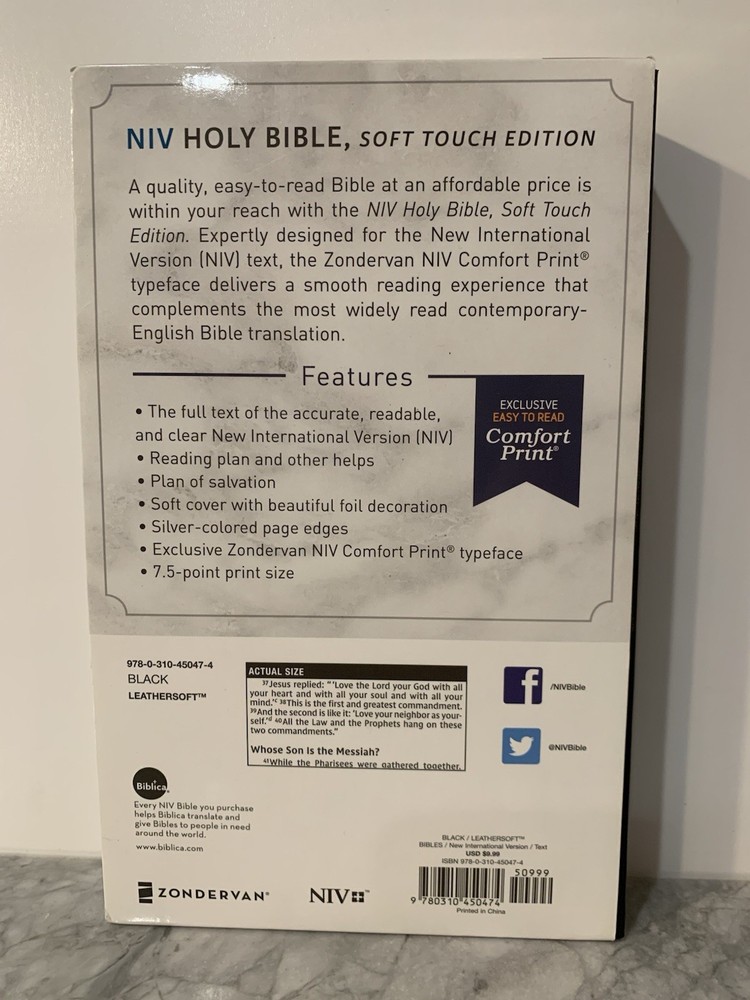 NIV HOLY BIBLE, SOFT TOUCH EDITION
A quality, easy-to-read Bible at an affordable price is
within your reach with the NIV Holy Bible, Soft Touch
Edition. Expertly designed for the New International
Version (NIV) text, the Zondervan NIV Comfort Print®
typeface delivers a smooth reading experience that
complements the most widely read contemporary-
English Bible translation.
Features
EXCLUSIVE
EASY TO READ
Comfort
Print®
• The full text of the accurate, readable,
and clear New International Version (NIV)
• Reading plan and other helps
• Plan of salvation
• Soft cover with beautiful foil decoration
• Silver-colored page edges
• Exclusive Zondervan NIV Comfort Print® typeface
• 7.5-point print size
978-0-310-45047-4
BLACK
LEATHERSOFT™
ACTUAL SIZE
37Jesus replied: "'Love the Lord your God with all
your heart and with all your soul and with all your
mind.'c 38This is the first and greatest commandment.
39And the second is like it: 'Love your neighbor as your-
self.'d 40All the Law and the Prophets hang on these
two commandments."
Whose Son Is the Messiah?
41While the Pharisees were gathered together,
f
/NIVBible
@NIVBible
Biblica®
Every NIV Bible you purchase
helps Biblica translate and
give Bibles to people in need
around the world.
www.biblica.com
ZONDERVAN®
NIV™
BLACK / LEATHERSOFT™
BIBLES / New International Version / Text
USD $9.99
ISBN 978-0-310-45047-4
50999
9 780310 450474
Printed in China